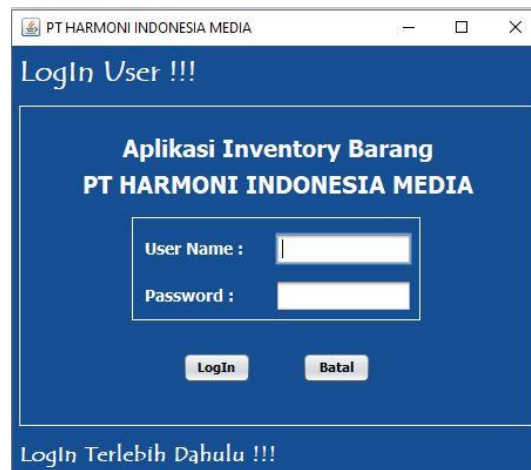 PT HARMONI INDONESIA MEDIA
LogIn User !!!
Aplikasi Inventory Barang
PT HARMONI INDONESIA MEDIA
User Name :
Password :
LogIn Batal
LogIn Terlebih Dahulu !!!